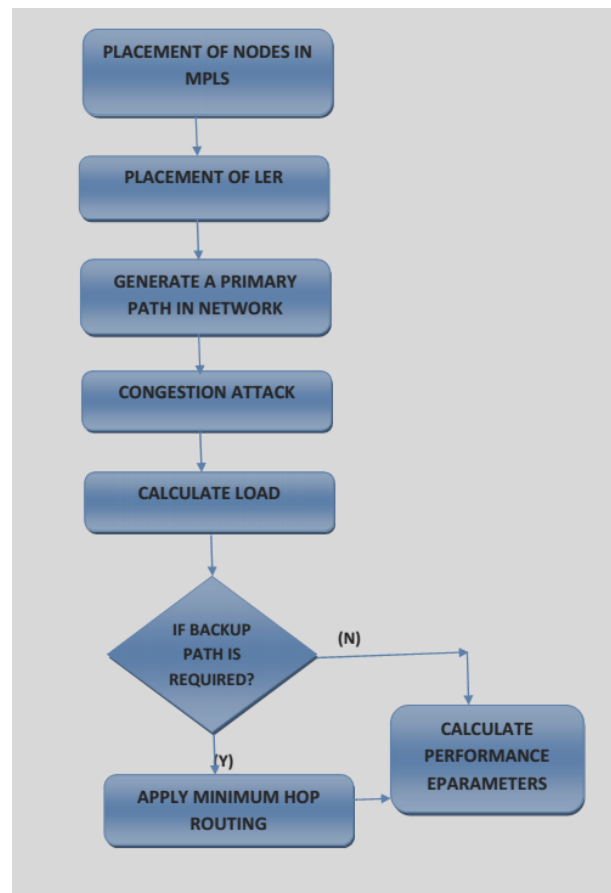 PLACEMENT OF NODES IN
MPLS
PLACEMENT OF LER
GENERATE A PRIMARY
PATH IN NETWORK
CONGESTION ATTACK
CALCULATE LOAD
IF BACKUP
PATH IS
REQUIRED?
(N)
(Y)
CALCULATE
PERFORMANCE
EPARAMETERS
APPLY MINIMUM HOP
ROUTING